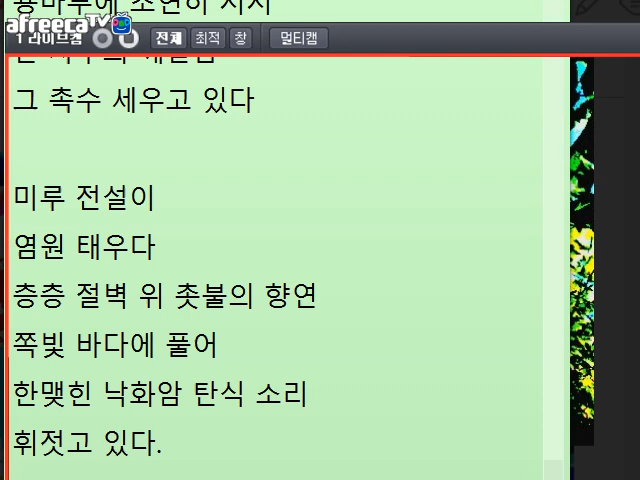 afreecaTV
1 라이브캠 전체 최적 창 멀티캠
그 촉수 세우고 있다
미루 전설이
염원 태우다
층층 절벽 위 촛불의 향연
쪽빛 바다에 풀어
한맺힌 낙화암 탄식 소리
휘젓고 있다.